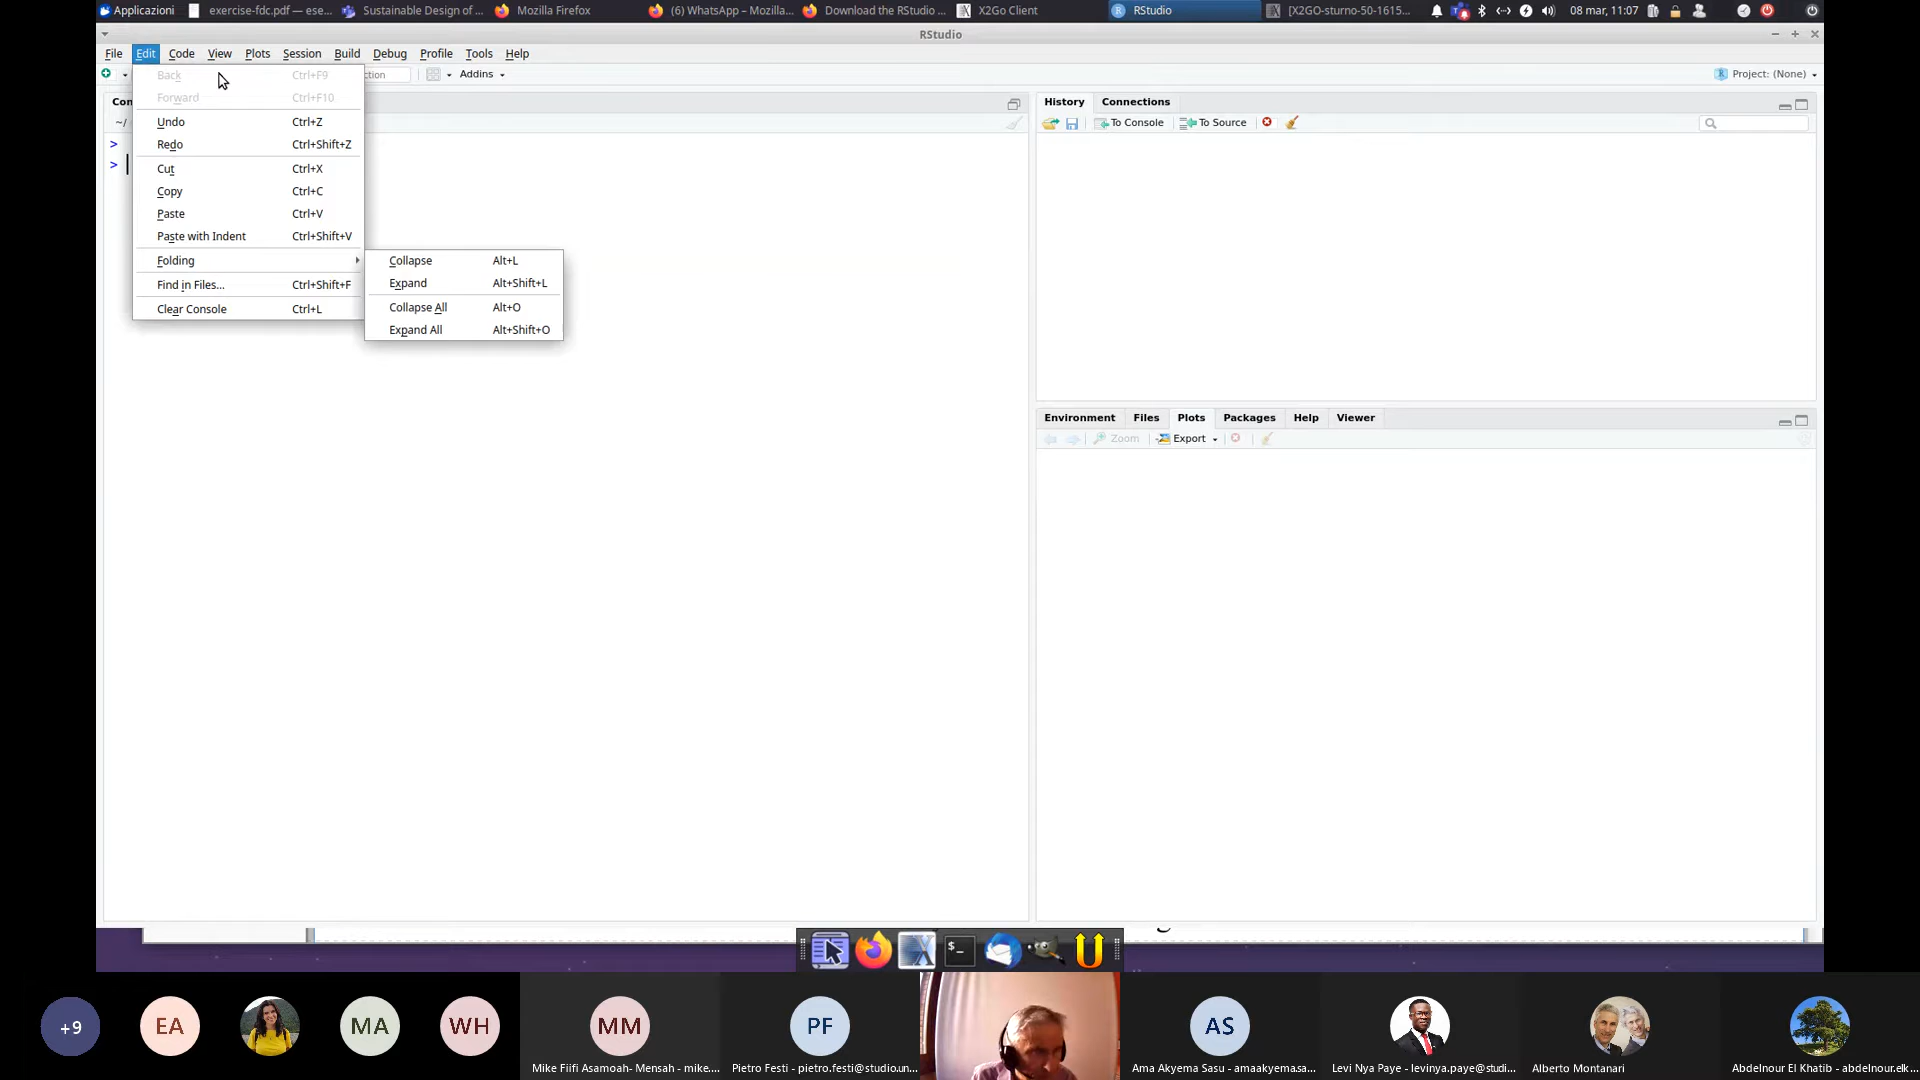 Applicazioni
exercise-fdc.pdf — ese...
Sustainable Design of ...
Mozilla Firefox
(6) WhatsApp – Mozilla...
Download the RStudio ...
X2Go Client
RStudio
[X2GO-sturno-50-1615...
08 mar, 11:07
RStudio
File Edit Code View Plots Session Build Debug Profile Tools Help
Addins
Project: (None)
Back Ctrl+F9
Forward Ctrl+F10
Undo Ctrl+Z
Redo Ctrl+Shift+Z
Cut Ctrl+X
Copy Ctrl+C
Paste Ctrl+V
Paste with Indent Ctrl+Shift+V
Folding
Find in Files... Ctrl+Shift+F
Clear Console Ctrl+L
Collapse Alt+L
Expand Alt+Shift+L
Collapse All Alt+O
Expand All Alt+Shift+O
~/
>
>
History Connections
To Console To Source
Environment Files Plots Packages Help Viewer
Zoom Export
+9
EA
MA
WH
MM
PF
AS
Mike Fiifi Asamoah- Mensah - mike....
Pietro Festi - pietro.festi@studio.un...
Ama Akyema Sasu - amaakyema.sa...
Levi Nya Paye - levinya.paye@studi...
Alberto Montanari
Abdelnour El Khatib - abdelnour.elk...